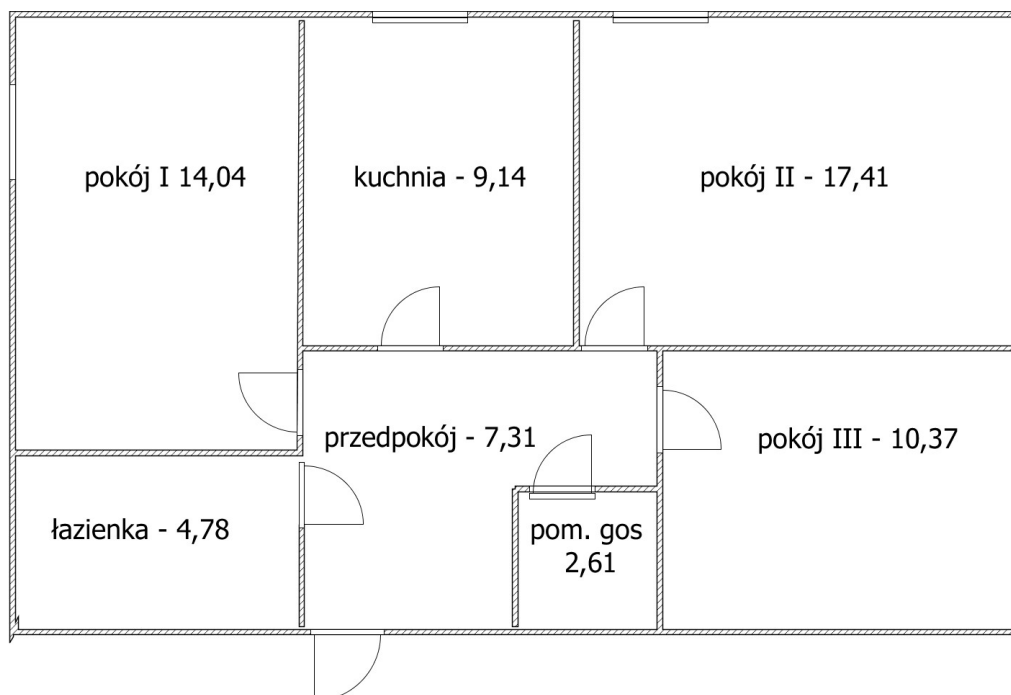 pokój I 14,04
kuchnia - 9,14
pokój II - 17,41
przedpokój - 7,31
pokój III - 10,37
łazienka - 4,78
pom. gos
2,61